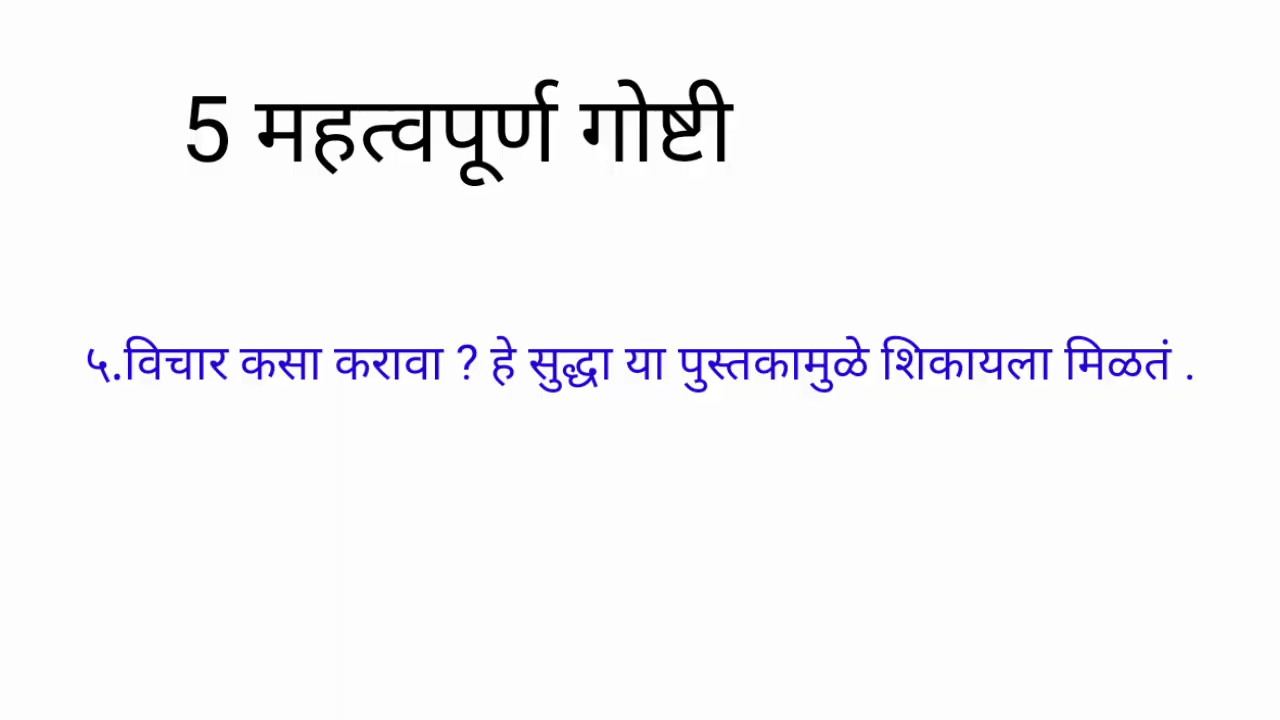 5 महत्वपूर्ण गोष्टी
५.विचार कसा करावा ? हे सुद्धा या पुस्तकामुळे शिकायला मिळतं .